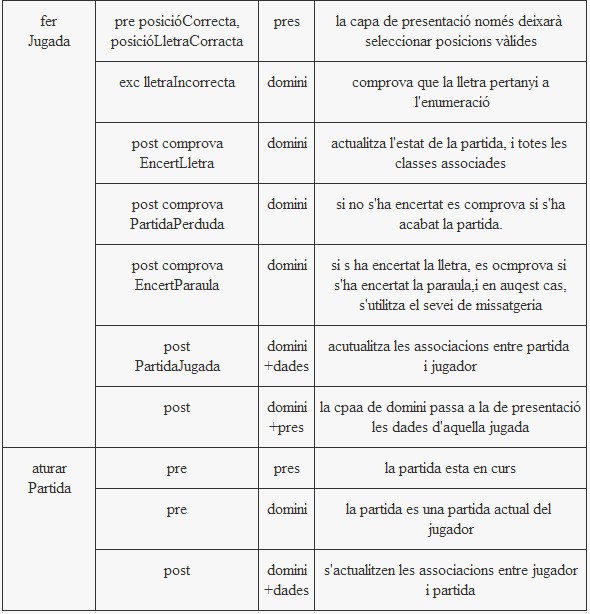 fer
Jugada
pre posicióCorrecta,
posicióLletraCorracta
pres
la capa de presentació només deixarà
seleccionar posicions vàlides
exc lletraIncorrecta
domini
comprova que la lletra pertanyi a
l'enumeració
post comprova
EncertLletra
domini
actualitza l'estat de la partida, i totes les
classes associades
post comprova
PartidaPerduda
domini
si no s'ha encertat es comprova si s'ha
acabat la partida.
post comprova
EncertParaula
domini
si s ha encertat la lletra, es ocmprova si
s'ha encertat la paraula,i en auqest cas,
s'utilitza el sevei de missatgeria
post
PartidaJugada
domini
+dades
acutualitza les associacions entre partida
i jugador
post
domini
+pres
la cpaa de domini passa a la de presentació
les dades d'aquella jugada
aturar
Partida
pre
pres
la partida esta en curs
pre
domini
la partida es una partida actual del
jugador
post
domini
+dades
s'actualitzen les associacions entre jugador
i partida